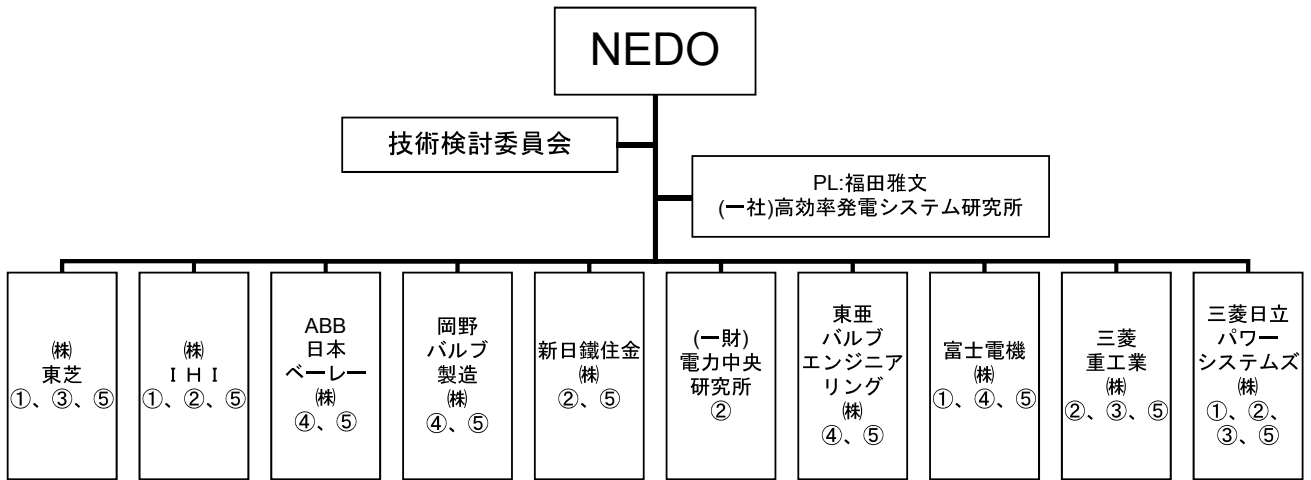 NEDO
技術検討委員会
PL:福田雅文
(一社)高効率発電システム研究所
㈱
東芝
①、③、⑤
㈱
ＩＨＩ
①、②、⑤
ABB
日本
ベーレー
㈱
④、⑤
岡野
バルブ
製造
㈱
④、⑤
新日鐵住金
㈱
②、⑤
(一財)
電力中央
研究所
②
東亜
バルブ
エンジニア
リング
㈱
④、⑤
富士電機
㈱
①、④、⑤
三菱
重工業
㈱
②、③、⑤
三菱日立
パワー
システムズ
㈱
①、②、
③、⑤